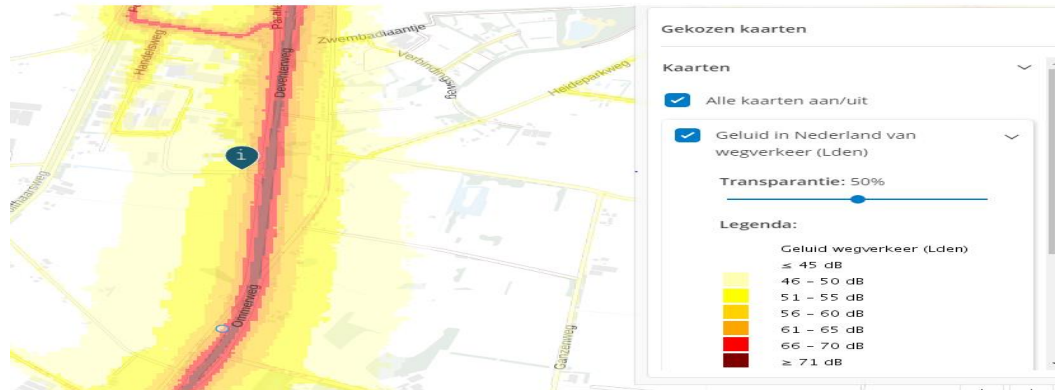 Handelsweg
Deventerweg
Zwembadlaantje
Verbindingsweg
Heideparkweg
i
Ommerweg
Ganzenweg
Gekozen kaarten
Kaarten
Alle kaarten aan/uit
Geluid in Nederland van
wegverkeer (Lden)
Transparantie: 50%
Legenda:
Geluid wegverkeer (Lden)
≤ 45 dB
46 – 50 dB
51 – 55 dB
56 – 60 dB
61 – 65 dB
66 – 70 dB
≥ 71 dB